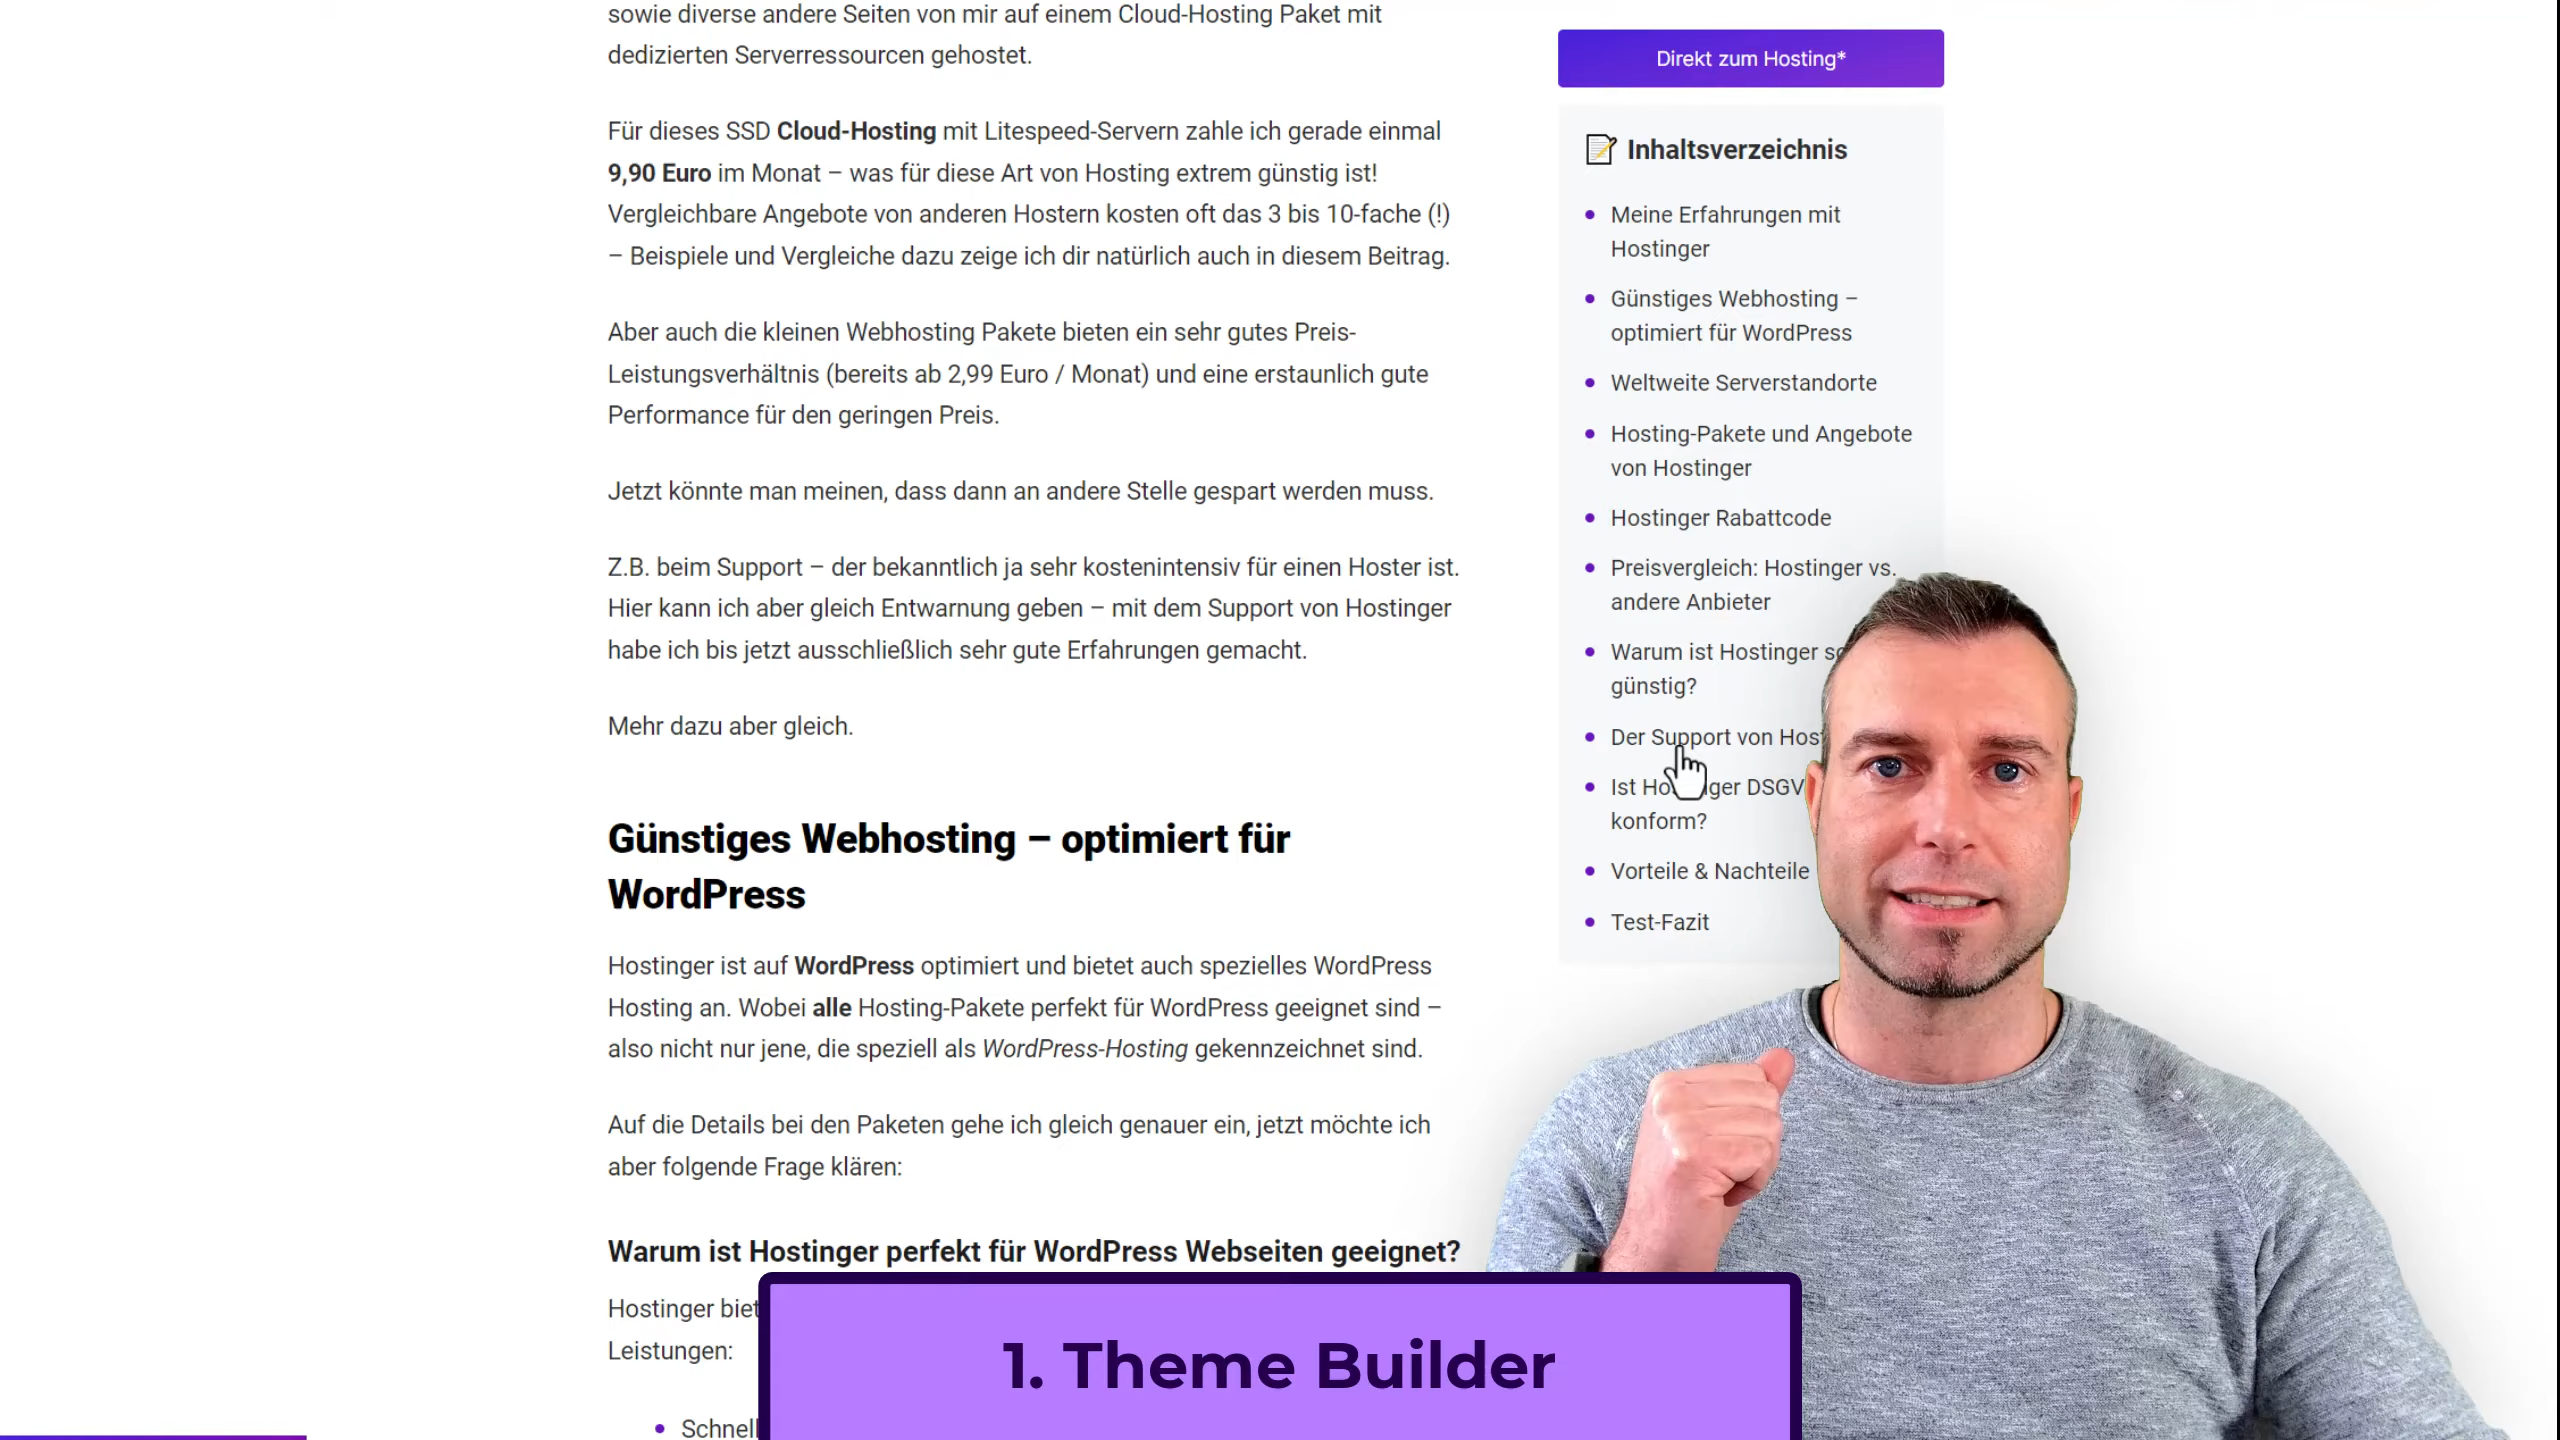 sowie diverse andere Seiten von mir auf einem Cloud-Hosting Paket mit
dedizierten Serverressourcen gehostet.
Für dieses SSD Cloud-Hosting mit Litespeed-Servern zahle ich gerade einmal
9,90 Euro im Monat – was für diese Art von Hosting extrem günstig ist!
Vergleichbare Angebote von anderen Hostern kosten oft das 3 bis 10-fache (!)
– Beispiele und Vergleiche dazu zeige ich dir natürlich auch in diesem Beitrag.
Aber auch die kleinen Webhosting Pakete bieten ein sehr gutes Preis-
Leistungsverhältnis (bereits ab 2,99 Euro / Monat) und eine erstaunlich gute
Performance für den geringen Preis.
Jetzt könnte man meinen, dass dann an andere Stelle gespart werden muss.
Z.B. beim Support – der bekanntlich ja sehr kostenintensiv für einen Hoster ist.
Hier kann ich aber gleich Entwarnung geben – mit dem Support von Hostinger
habe ich bis jetzt ausschließlich sehr gute Erfahrungen gemacht.
Mehr dazu aber gleich.
Günstiges Webhosting – optimiert für
WordPress
Hostinger ist auf WordPress optimiert und bietet auch spezielles WordPress
Hosting an. Wobei alle Hosting-Pakete perfekt für WordPress geeignet sind –
also nicht nur jene, die speziell als WordPress-Hosting gekennzeichnet sind.
Auf die Details bei den Paketen gehe ich gleich genauer ein, jetzt möchte ich
aber folgende Frage klären:
Warum ist Hostinger perfekt für WordPress Webseiten geeignet?
Hostinger biet
Leistungen:
Schnell
Direkt zum Hosting*
Inhaltsverzeichnis
Meine Erfahrungen mit
Hostinger
Günstiges Webhosting –
optimiert für WordPress
Weltweite Serverstandorte
Hosting-Pakete und Angebote
von Hostinger
Hostinger Rabattcode
Preisvergleich: Hostinger vs.
andere Anbieter
Warum ist Hostinger so
günstig?
Der Support von Host
Ist Ho ger DSGV
konform?
Vorteile & Nachteile
Test-Fazit
1. Theme Builder